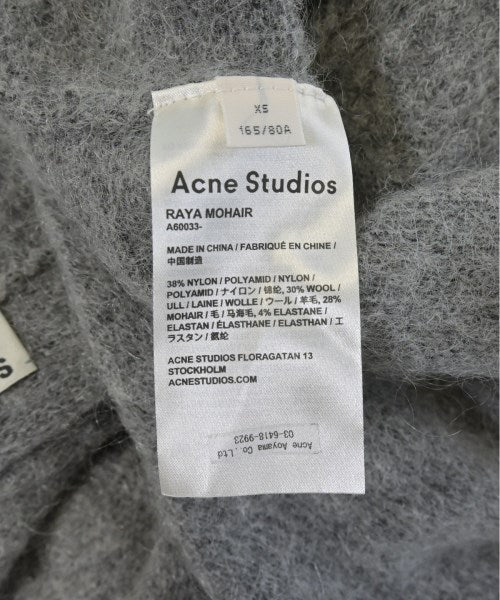 XS
165/80A
Acne Studios
RAYA MOHAIR
A60033-
MADE IN CHINA / FABRIQUÉ EN CHINE /
中国制造
38% NYLON / POLYAMID / NYLON /
POLYAMID / ナイロン / 锦纶, 30% WOOL /
ULL / LAINE / WOLLE / ウール / 羊毛, 28%
MOHAIR / 毛 / 马海毛, 4% ELASTANE /
ELASTAN / ÉLASTHANE / ELASTHAN / エ
ラスタン / 氨纶
ACNE STUDIOS FLORAGATAN 13
STOCKHOLM
ACNESTUDIOS.COM
Acne Aoyama Co., Ltd
03-6418-9923
S